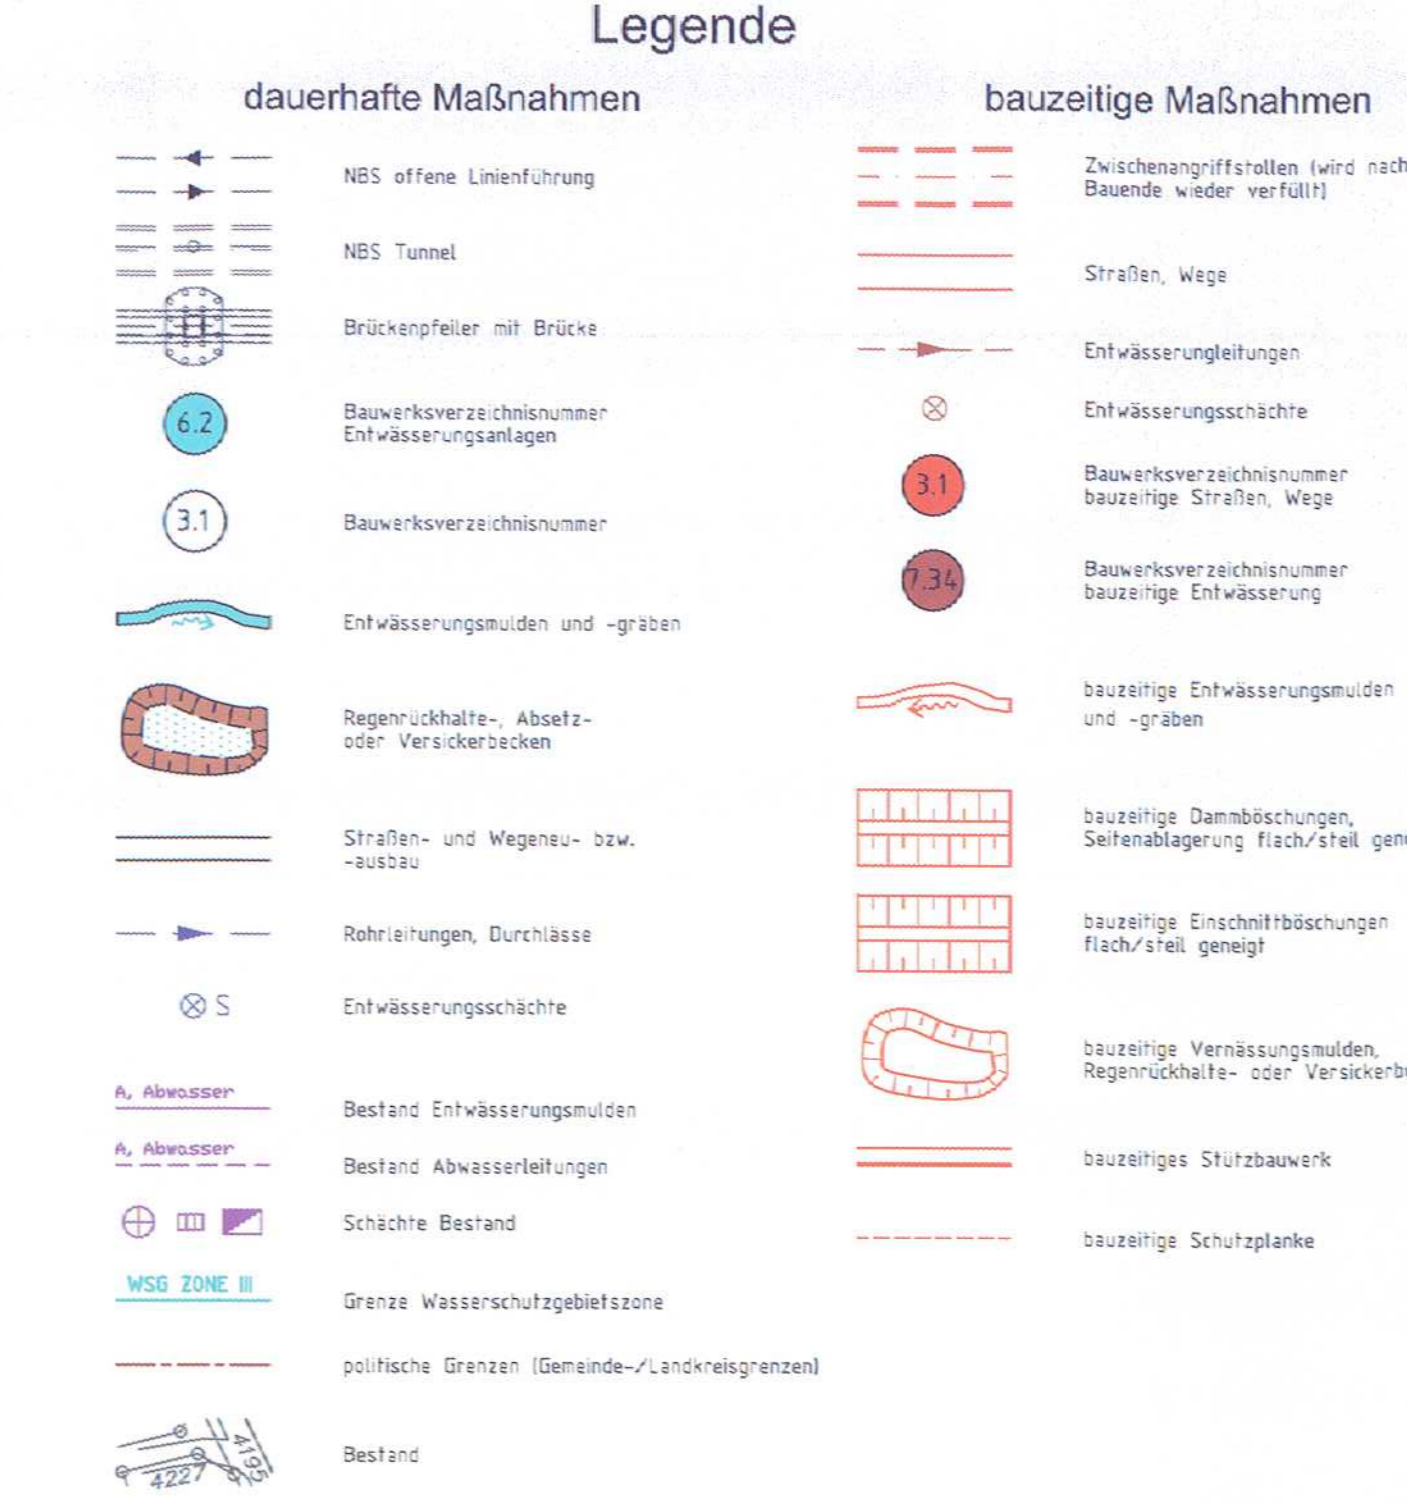 Legende
dauerhafte Maßnahmen
NBS offene Linienführung
NBS Tunnel
Brückenpfeiler mit Brücke
6.2
Bauwerksverzeichnisnummer
Entwässerungsanlagen
3.1
Bauwerksverzeichnisnummer
Entwässerungsmulden und -gräben
Regenrückhalte-, Absetz-
oder Versickerbecken
Straßen- und Wegeneu- bzw.
-ausbau
Rohrleitungen, Durchlässe
S
Entwässerungsschächte
A, Abwasser
Bestand Entwässerungsmulden
A, Abwasser
Bestand Abwasserleitungen
Schächte Bestand
WSG ZONE III
Grenze Wasserschutzgebietszone
politische Grenzen (Gemeinde-/Landkreisgrenzen)
4227
4195
Bestand
bauzeitige Maßnahmen
Zwischenangriffstollen (wird nach
Bauende wieder verfüllt)
Straßen, Wege
Entwässerungleitungen
Entwässerungsschächte
3.1
Bauwerksverzeichnisnummer
bauzeitige Straßen, Wege
7.34
Bauwerksverzeichnisnummer
bauzeitige Entwässerung
bauzeitige Entwässerungsmulden
und -gräben
bauzeitige Dammböschungen,
Seitenablagerung flach/steil
bauzeitige Einschnittböschungen
flach/steil geneigt
bauzeitige Vernässungsmulden,
Regenrückhalte- oder
bauzeitiges Stützbauwerk
bauzeitige Schutzplanke